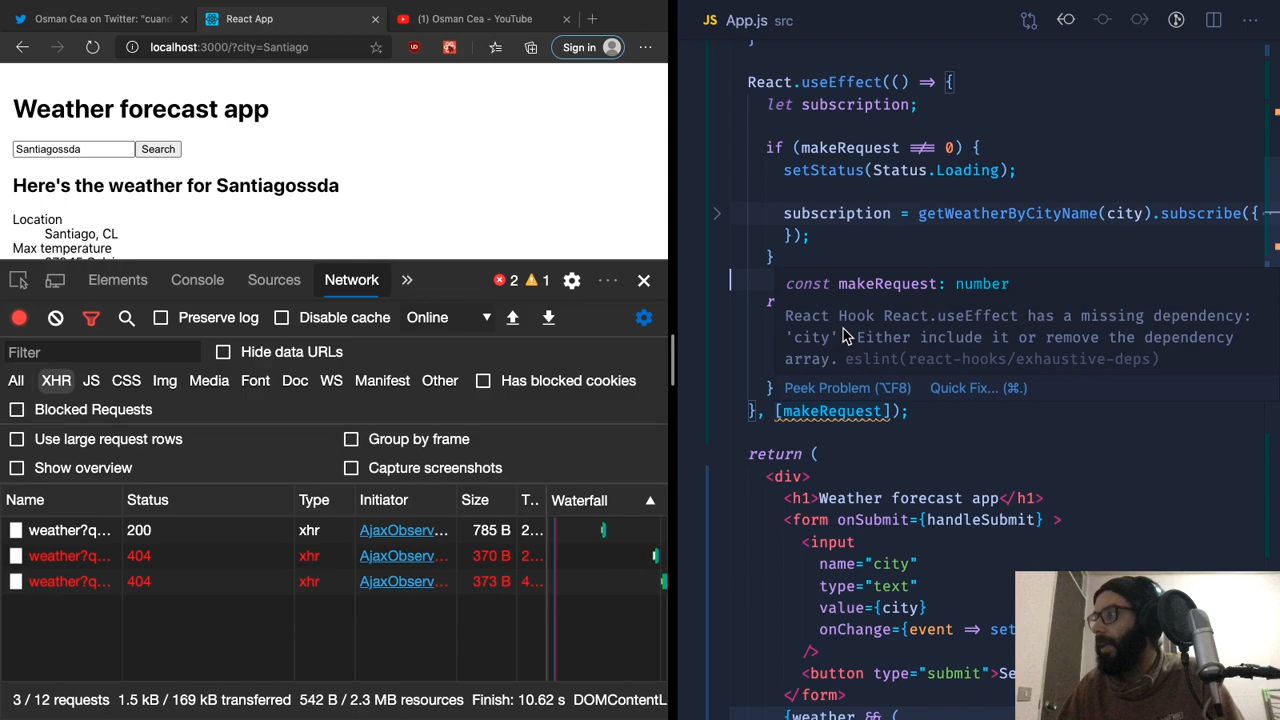 Osman Cea on Twitter: "cuand
React App
(1) Osman Cea - YouTube
localhost:3000/?city=Santiago
Sign in
Weather forecast app
Santiagossda
Search
Here's the weather for Santiagossda
Location
Santiago, CL
Max temperature
Elements
Console
Sources
Network
2
1
Preserve log
Disable cache
Online
Filter
Hide data URLs
All
XHR
JS
CSS
Img
Media
Font
Doc
WS
Manifest
Other
Has blocked cookies
Blocked Requests
Use large request rows
Group by frame
Show overview
Capture screenshots
Name
Status
Type
Initiator
Size
T..
Waterfall
weather?q... 200 xhr AjaxObserv... 785 B 2...
weather?q... 404 xhr AjaxObserv... 370 B 2...
weather?q... 404 xhr AjaxObserv... 373 B 4...
3 / 12 requests 1.5 kB / 169 kB transferred 542 B / 2.3 MB resources Finish: 10.62 s DOMContentL
JS App.js src
}
React.useEffect(() ⇒ {
let subscription;
if (makeRequest !== 0) {
setStatus(Status.Loading);
subscription = getWeatherByCityName(city).subscribe({
});
}
const makeRequest: number
r
React Hook React.useEffect has a missing dependency:
'city'. Either include it or remove the dependency
array. eslint(react-hooks/exhaustive-deps)
} Peek Problem (⌥F8) Quick Fix... (⌘.)
}, [makeRequest]);
return (
<div>
<h1>Weather forecast app</h1>
<form onSubmit={handleSubmit} >
<input
name="city"
type="text"
value={city}
onChange={event ⇒ set
/>
<button type="submit">Se
</form>
{weather && (